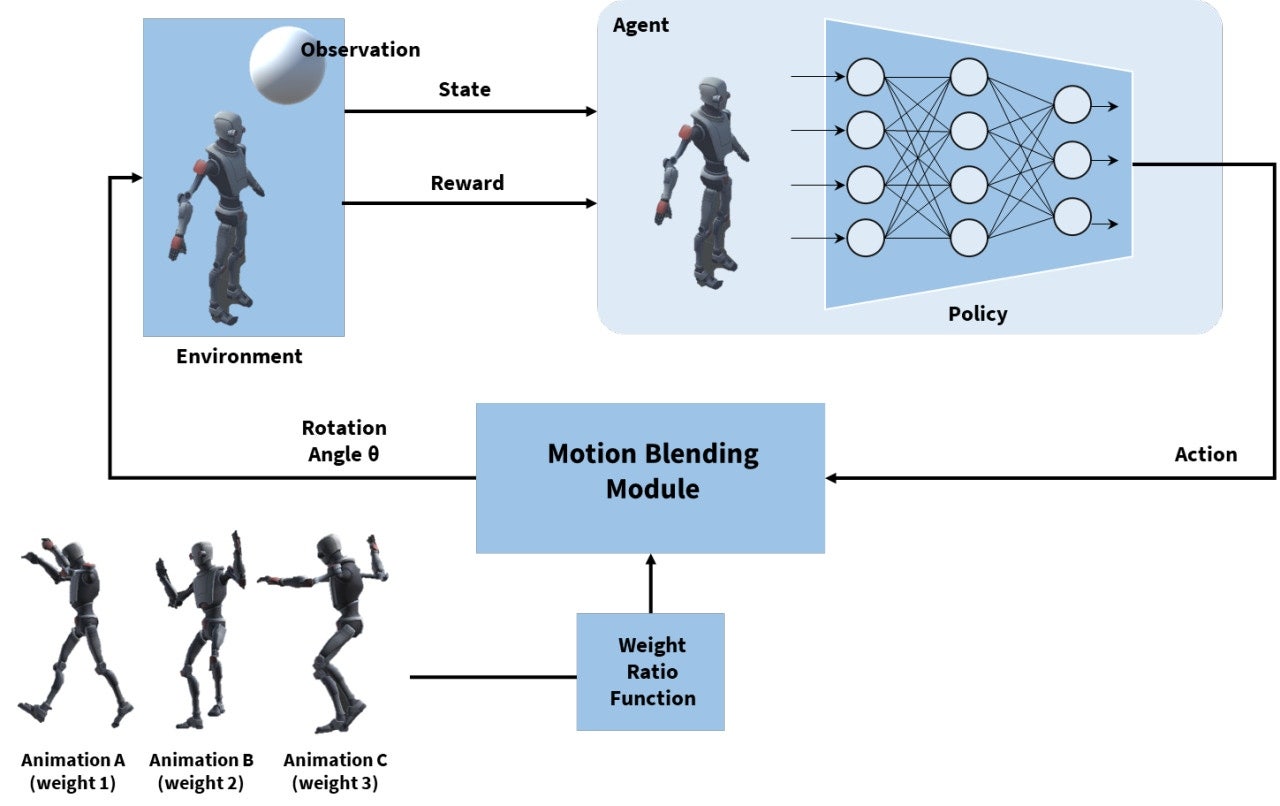 Agent
Observation
State
Reward
Policy
Environment
Rotation
Angle θ
Motion Blending
Module
Action
Weight
Ratio
Function
Animation A
(weight 1)
Animation B
(weight 2)
Animation C
(weight 3)